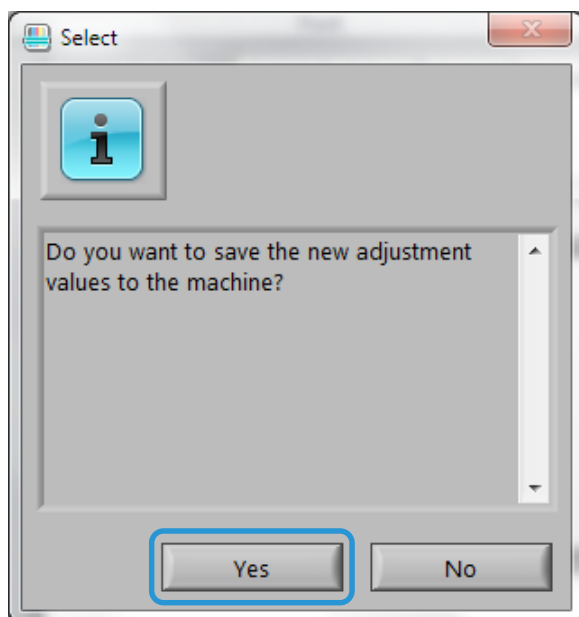 Select
Do you want to save the new adjustment
values to the machine?
Yes
No